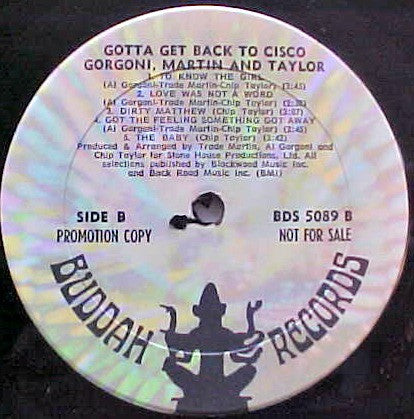 GOTTA GET BACK TO CISCO
GORGONI, MARTIN AND TAYLOR
1. TO KNOW THE GIRL
(Al Gorgoni-Trade Martin-Chip Taylor) (3:45)
2. LOVE WAS NOT A WORD
(Al Gorgoni-Trade Martin-Chip Taylor) (2:38)
3. DIRTY MATTHEW (Chip Taylor) (2:07)
4. GOT THE FEELING SOMETHING GOT AWAY
(Al Gorgoni-Trade Martin-Chip Taylor) (2:45)
5. THE BABY (Chip Taylor) (3:42)
Produced & Arranged by Trade Martin, Al Gorgoni and
Chip Taylor for Stone House Productions, Ltd. All
selections published by Blackwood Music Inc.
and Back Road Music Inc. (BMI)
SIDE B
BDS 5089 B
PROMOTION COPY
NOT FOR SALE
BUDDAH RECORDS